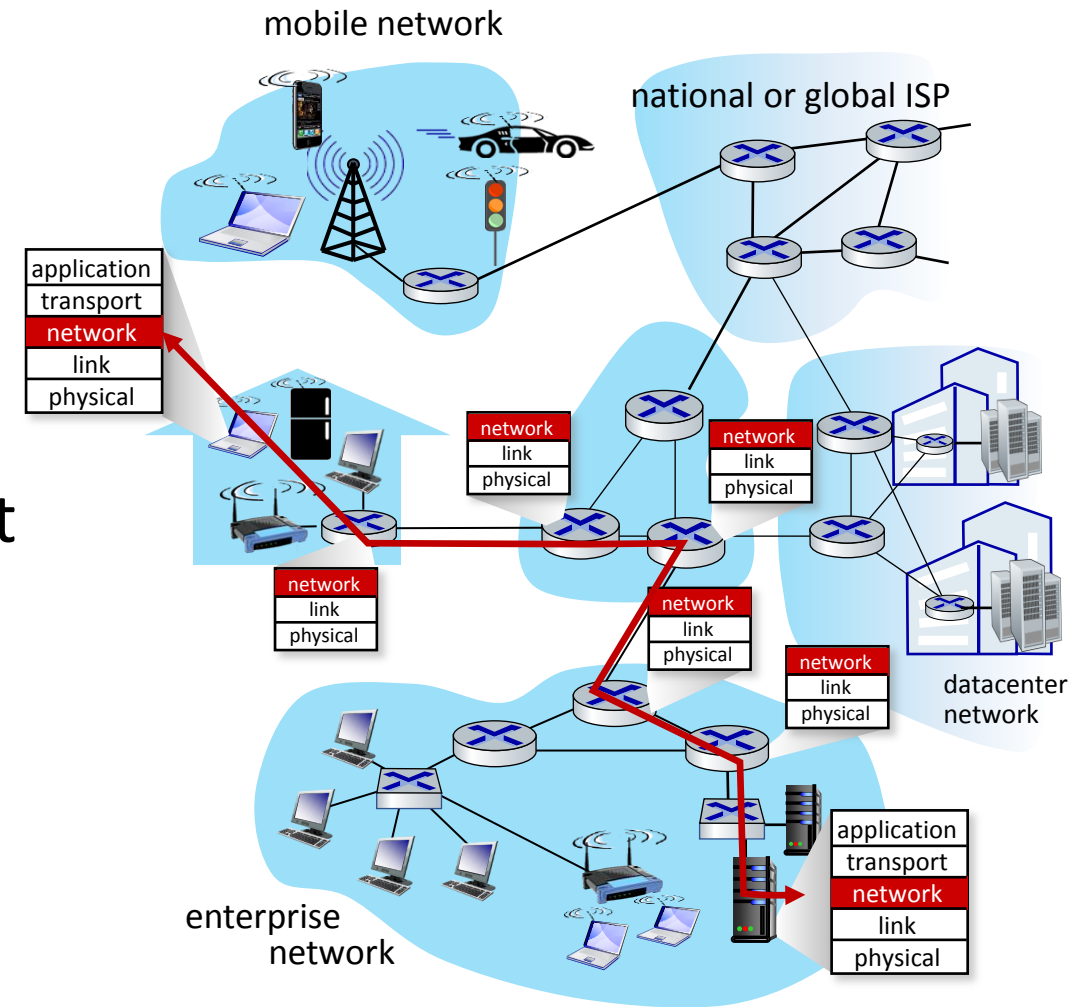 mobile network
national or global ISP
application
transport
network
link
physical
network
link
physical
network
link
physical
t
network
link
physical
network
link
physical
network
link
physical
datacenter
network
application
transport
network
link
physical
enterprise
network